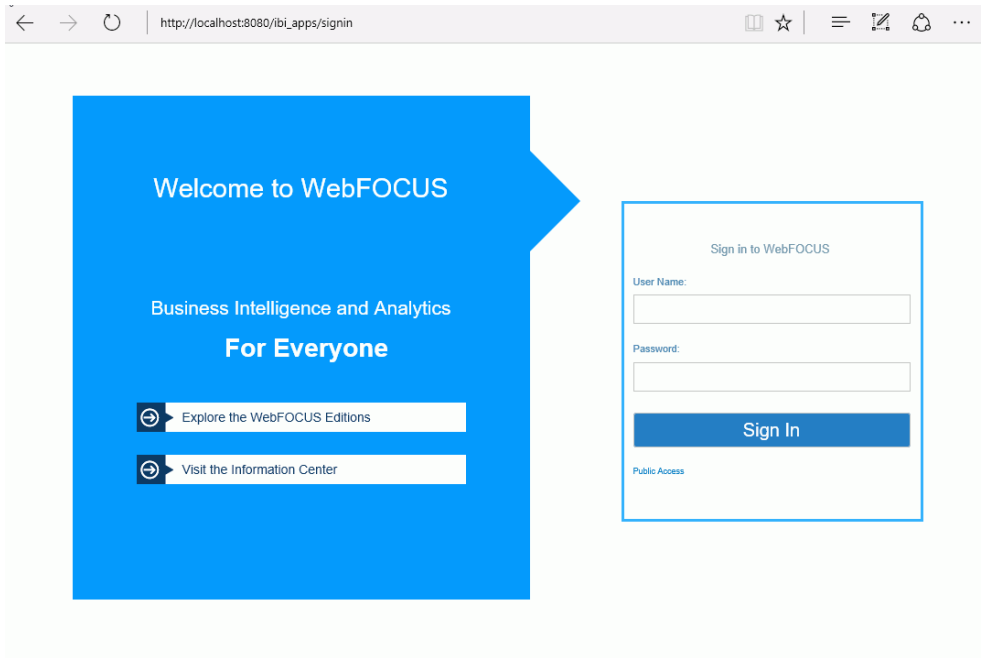 http://localhost:8080/ibi_apps/signin
Welcome to WebFOCUS
Business Intelligence and Analytics
For Everyone
Explore the WebFOCUS Editions
Visit the Information Center
Sign in to WebFOCUS
User Name:
Password:
Sign In
Public Access